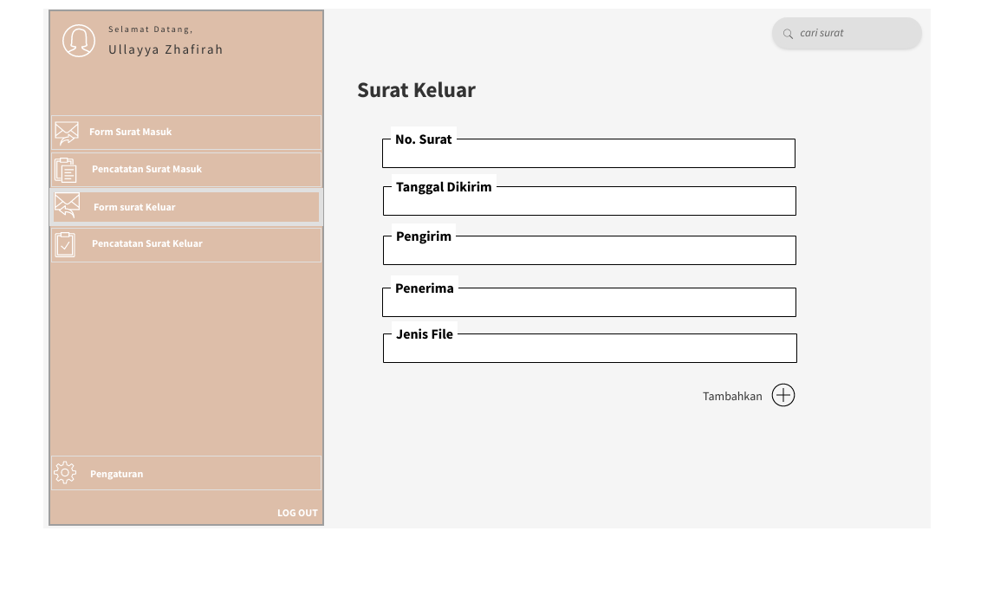 Selamat Datang,
Ullayya Zhafirah
cari surat
Surat Keluar
Form Surat Masuk
Pencatatan Surat Masuk
Form surat Keluar
Pencatatan Surat Keluar
No. Surat
Tanggal Dikirim
Pengirim
Penerima
Jenis File
Tambahkan
Pengaturan
LOG OUT